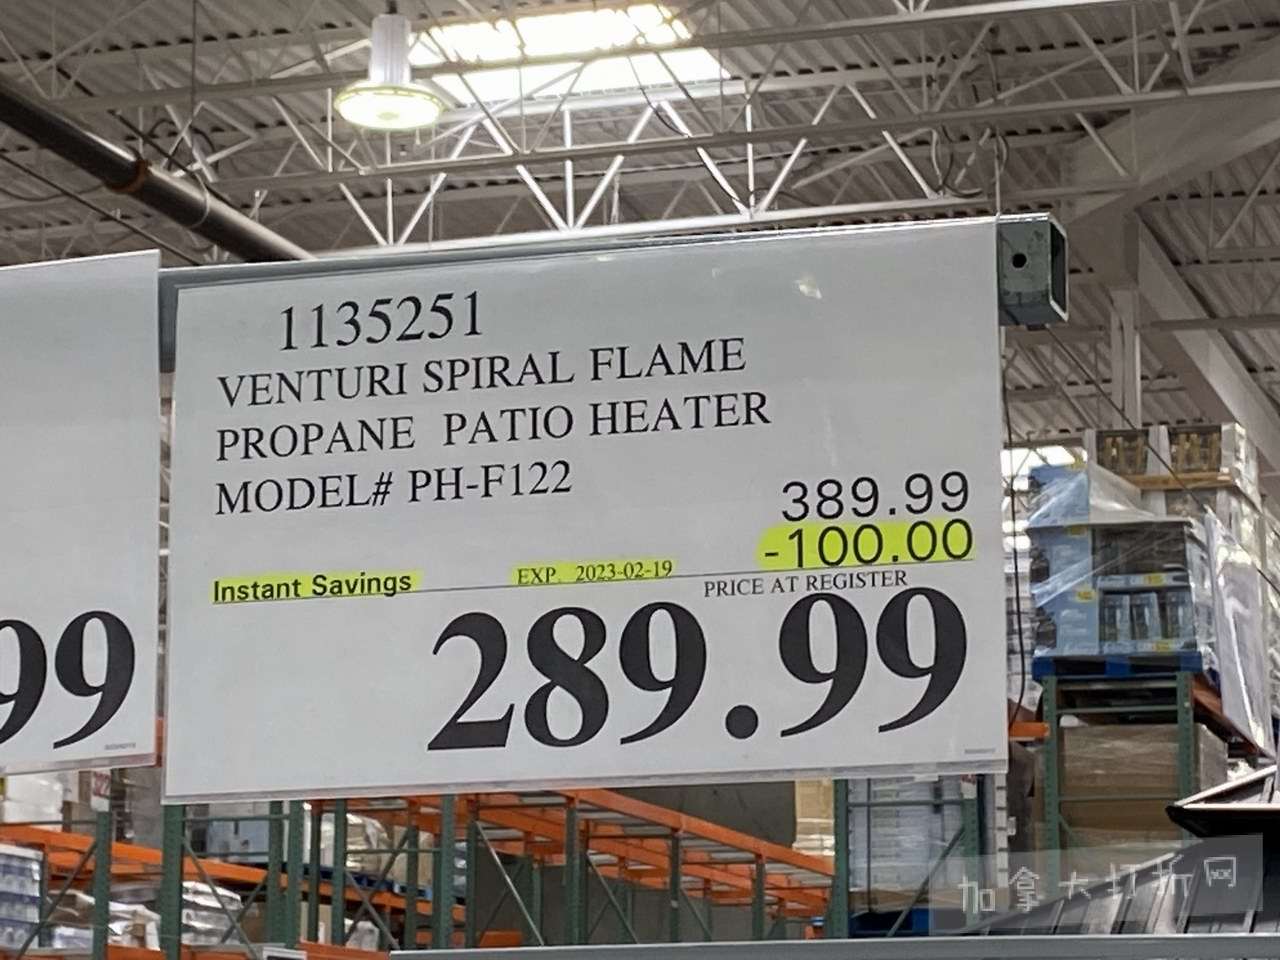 1135251
VENTURI SPIRAL FLAME
PROPANE PATIO HEATER
MODEL# PH-F122
389.99
-100.00
Instant Savings EXP. 2023-02-19
PRICE AT REGISTER
289.99
99
加拿大打折网